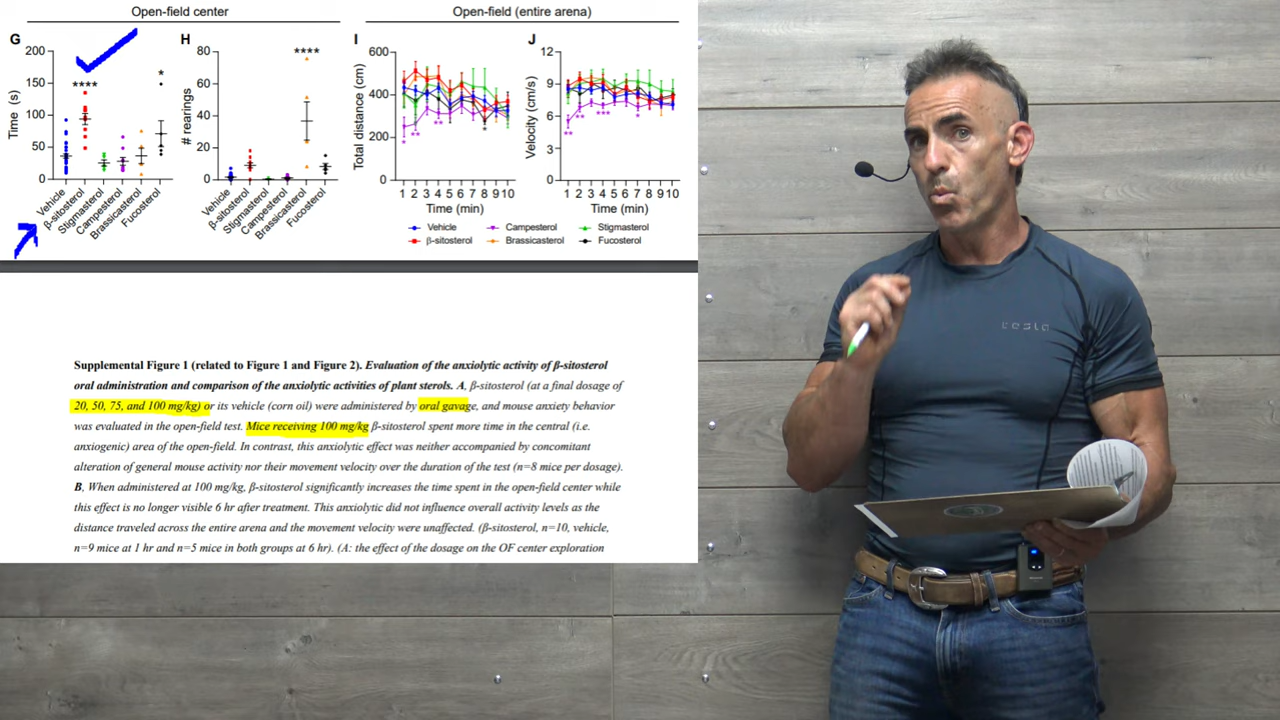 Open-field center
Open-field (entire arena)
G
H
I
J
200
150
100
50
0
Time (s)
****
*
Vehicle
β-sitosterol
Stigmasterol
Campesterol
Brassicasterol
Fucosterol
80
60
40
20
0
# rearings
****
Vehicle
β-sitosterol
Stigmasterol
Campesterol
Brassicasterol
Fucosterol
600
400
200
0
Total distance (cm)
*
**
**
*
1 2 3 4 5 6 7 8 9 10
Time (min)
12
9
6
3
0
Velocity (cm/s)
**
**
***
*
1 2 3 4 5 6 7 8 9 10
Time (min)
Vehicle
Campesterol
Stigmasterol
β-sitosterol
Brassicasterol
Fucosterol
Supplemental Figure 1 (related to Figure 1 and Figure 2). Evaluation of the anxiolytic activity of β-sitosterol
oral administration and comparison of the anxiolytic activities of plant sterols. A, β-sitosterol (at a final dosage of
20, 50, 75, and 100 mg/kg) or its vehicle (corn oil) were administered by oral gavage, and mouse anxiety behavior
was evaluated in the open-field test. Mice receiving 100 mg/kg β-sitosterol spent more time in the central (i.e.
anxiogenic) area of the open-field. In contrast, this anxiolytic effect was neither accompanied by concomitant
alteration of general mouse activity nor their movement velocity over the duration of the test (n=8 mice per dosage).
B, When administered at 100 mg/kg, β-sitosterol significantly increases the time spent in the open-field center while
this effect is no longer visible 6 hr after treatment. This anxiolytic did not influence overall activity levels as the
distance traveled across the entire arena and the movement velocity were unaffected. (β-sitosterol, n=10, vehicle,
n=9 mice at 1 hr and n=5 mice in both groups at 6 hr). (A: the effect of the dosage on the OF center exploration
tesla